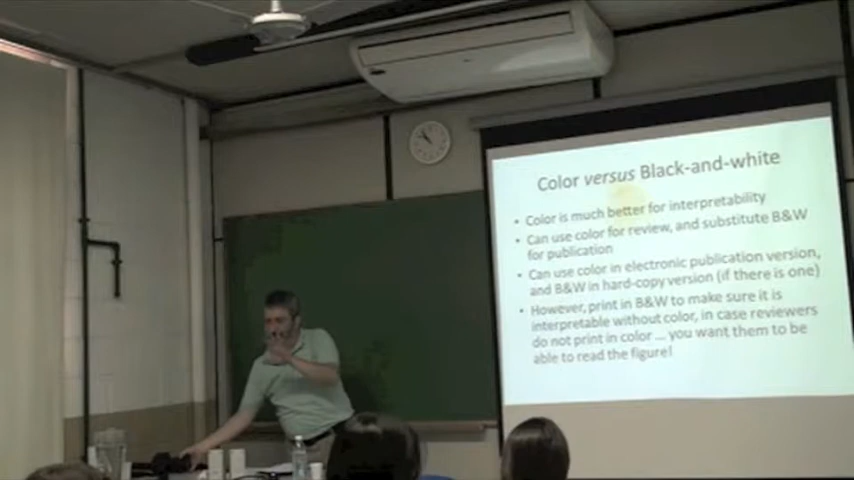 Color versus Black-and-white
• Color is much better for interpretability
• Can use color for review, and substitute B&W
for publication
• Can use color in electronic publication version,
and B&W in hard-copy version (if there is one)
• However, print in B&W to make sure it is
interpretable without color, in case reviewers
do not print in color ... you want them to be
able to read the figure!